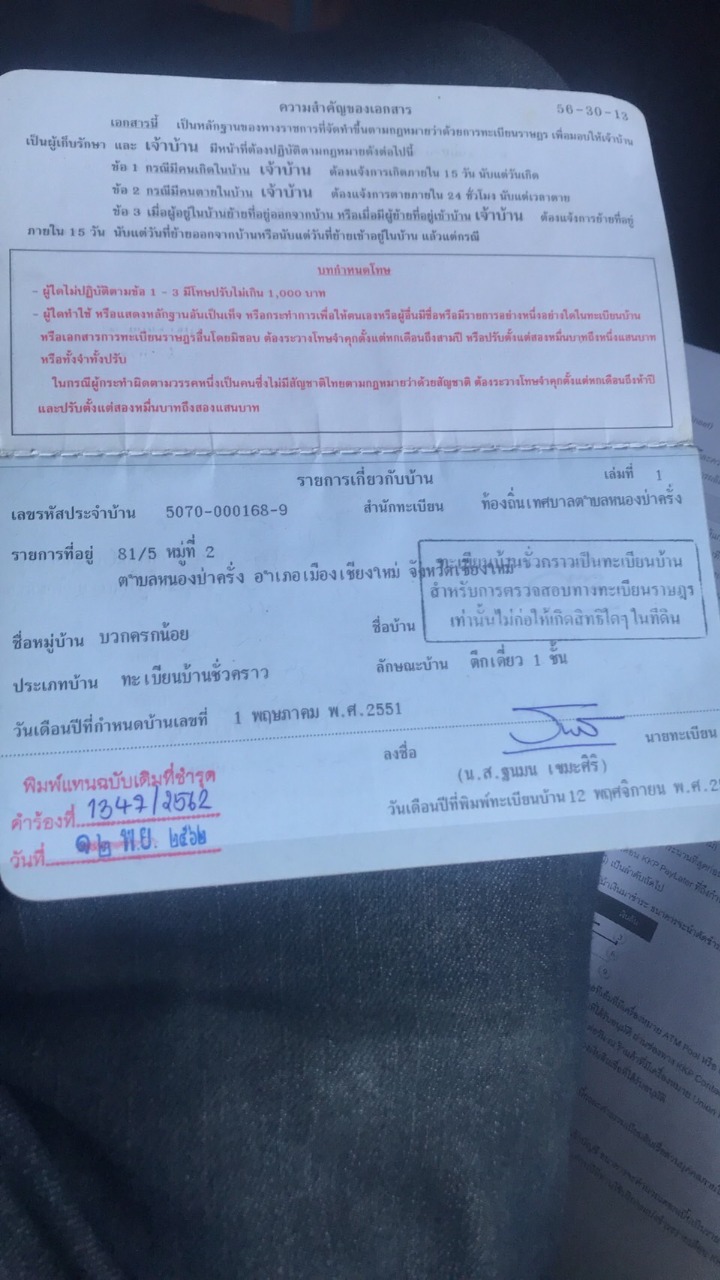 ความสำคัญของเอกสาร
56-30-13
เอกสารนี้ เป็นหลักฐานของทางราชการที่จัดทำขึ้นตามกฎหมายว่าด้วยการทะเบียนราษฎร เพื่อมอบให้เจ้าบ้าน
เป็นผู้เก็บรักษา และ เจ้าบ้าน มีหน้าที่ต้องปฏิบัติตามกฎหมายดังต่อไปนี้
ข้อ 1 กรณีมีคนเกิดในบ้าน เจ้าบ้าน ต้องแจ้งการเกิดภายใน 15 วัน นับแต่วันเกิด
ข้อ 2 กรณีมีคนตายในบ้าน เจ้าบ้าน ต้องแจ้งการตายภายใน 24 ชั่วโมง นับแต่เวลาตาย
ข้อ 3 เมื่อผู้อยู่ในบ้านย้ายที่อยู่ออกจากบ้าน หรือเมื่อมีผู้ย้ายที่อยู่เข้าบ้าน เจ้าบ้าน ต้องแจ้งการย้ายที่อยู่
ภายใน 15 วัน นับแต่วันที่ย้ายออกจากบ้านหรือนับแต่วันที่ย้ายเข้าอยู่ในบ้าน แล้วแต่กรณี
บทกำหนดโทษ
- ผู้ใดไม่ปฏิบัติตามข้อ 1 - 3 มีโทษปรับไม่เกิน 1,000 บาท
- ผู้ใดทำ ใช้ หรือแสดงหลักฐานอันเป็นเท็จ หรือกระทำการเพื่อให้ตนเองหรือผู้อื่นมีชื่อหรือมีรายการอย่างหนึ่งอย่างใดในทะเบียนบ้าน
หรือเอกสารการทะเบียนราษฎรอื่นโดยมิชอบ ต้องระวางโทษจำคุกตั้งแต่หกเดือนถึงสามปี หรือปรับตั้งแต่สองหมื่นบาทถึงหนึ่งแสนบาท
หรือทั้งจำทั้งปรับ
ในกรณีผู้กระทำผิดตามวรรคหนึ่งเป็นคนซึ่งไม่มีสัญชาติไทยตามกฎหมายว่าด้วยสัญชาติ ต้องระวางโทษจำคุกตั้งแต่หกเดือนถึงห้าปี
และปรับตั้งแต่สองหมื่นบาทถึงสองแสนบาท
รายการเกี่ยวกับบ้าน
เล่มที่ 1
เลขรหัสประจำบ้าน 5070-000168-9 สำนักทะเบียน ท้องถิ่นเทศบาลตำบลหนองป่าครั่ง
รายการที่อยู่ 81/5 หมู่ที่ 2
ตำบลหนองป่าครั่ง อำเภอเมืองเชียงใหม่ จังหวัดเชียงใหม่
ทะเบียนบ้านชั่วคราวเป็นทะเบียนบ้าน
สำหรับการตรวจสอบทางทะเบียนราษฎร
เท่านั้นไม่ก่อให้เกิดสิทธิใดๆ ในที่ดิน
ชื่อหมู่บ้าน บวกครกน้อย ชื่อบ้าน
ประเภทบ้าน ทะเบียนบ้านชั่วคราว ลักษณะบ้าน ตึกเดี่ยว 1 ชั้น
วันเดือนปีที่กำหนดบ้านเลขที่ 1 พฤษภาคม พ.ศ.2551
ลงชื่อ นายทะเบียน
(น.ส.ฐนมน เขมะศิริ)
วันเดือนปีที่พิมพ์ทะเบียนบ้าน 12 พฤศจิกายน พ.ศ.
พิมพ์แทนฉบับเดิมที่ชำรุด
คำร้องที่ 1347/2562
วันที่ ๑๒ พ.ย. ๒๕๖๒